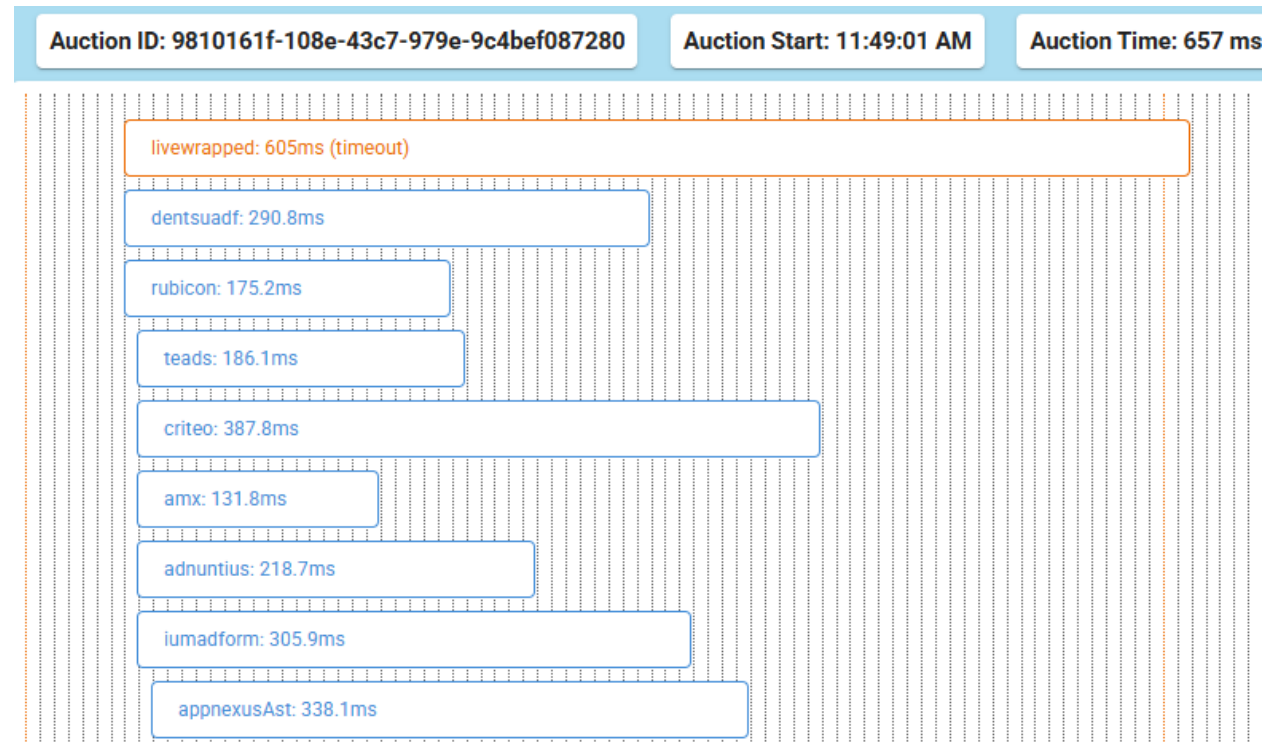 Auction ID: 9810161f-108e-43c7-979e-9c4bef087280 Auction Start: 11:49:01 AM Auction Time: 657 ms
livewrapped: 605ms (timeout)
dentsuadf: 290.8ms
rubicon: 175.2ms
teads: 186.1ms
criteo: 387.8ms
amx: 131.8ms
adnuntius: 218.7ms
iumadform: 305.9ms
appnexusAst: 338.1ms